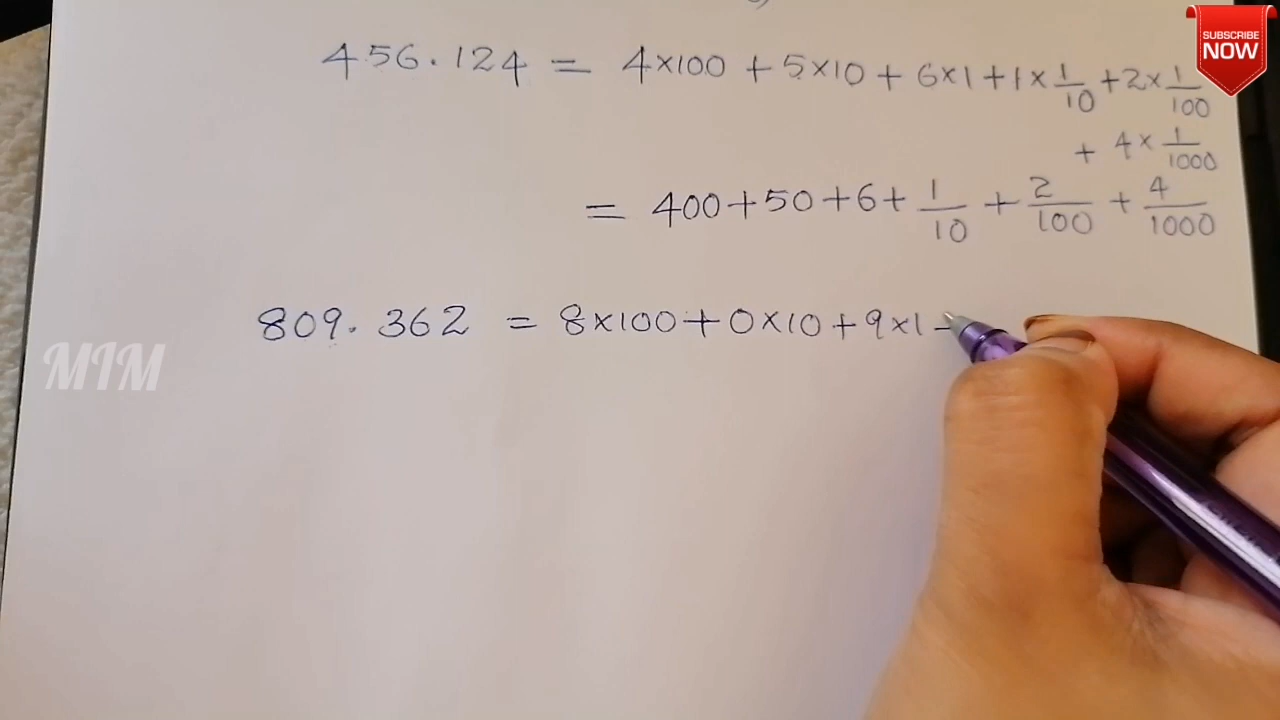 SUBSCRIBE
NOW
456.124 = 4×100 + 5×10 + 6×1 + 1×1/10 + 2×1/100
+ 4×1/1000
= 400+50+6+1/10 + 2/100 + 4/1000
809.362 = 8×100+0×10+9×1
MIM